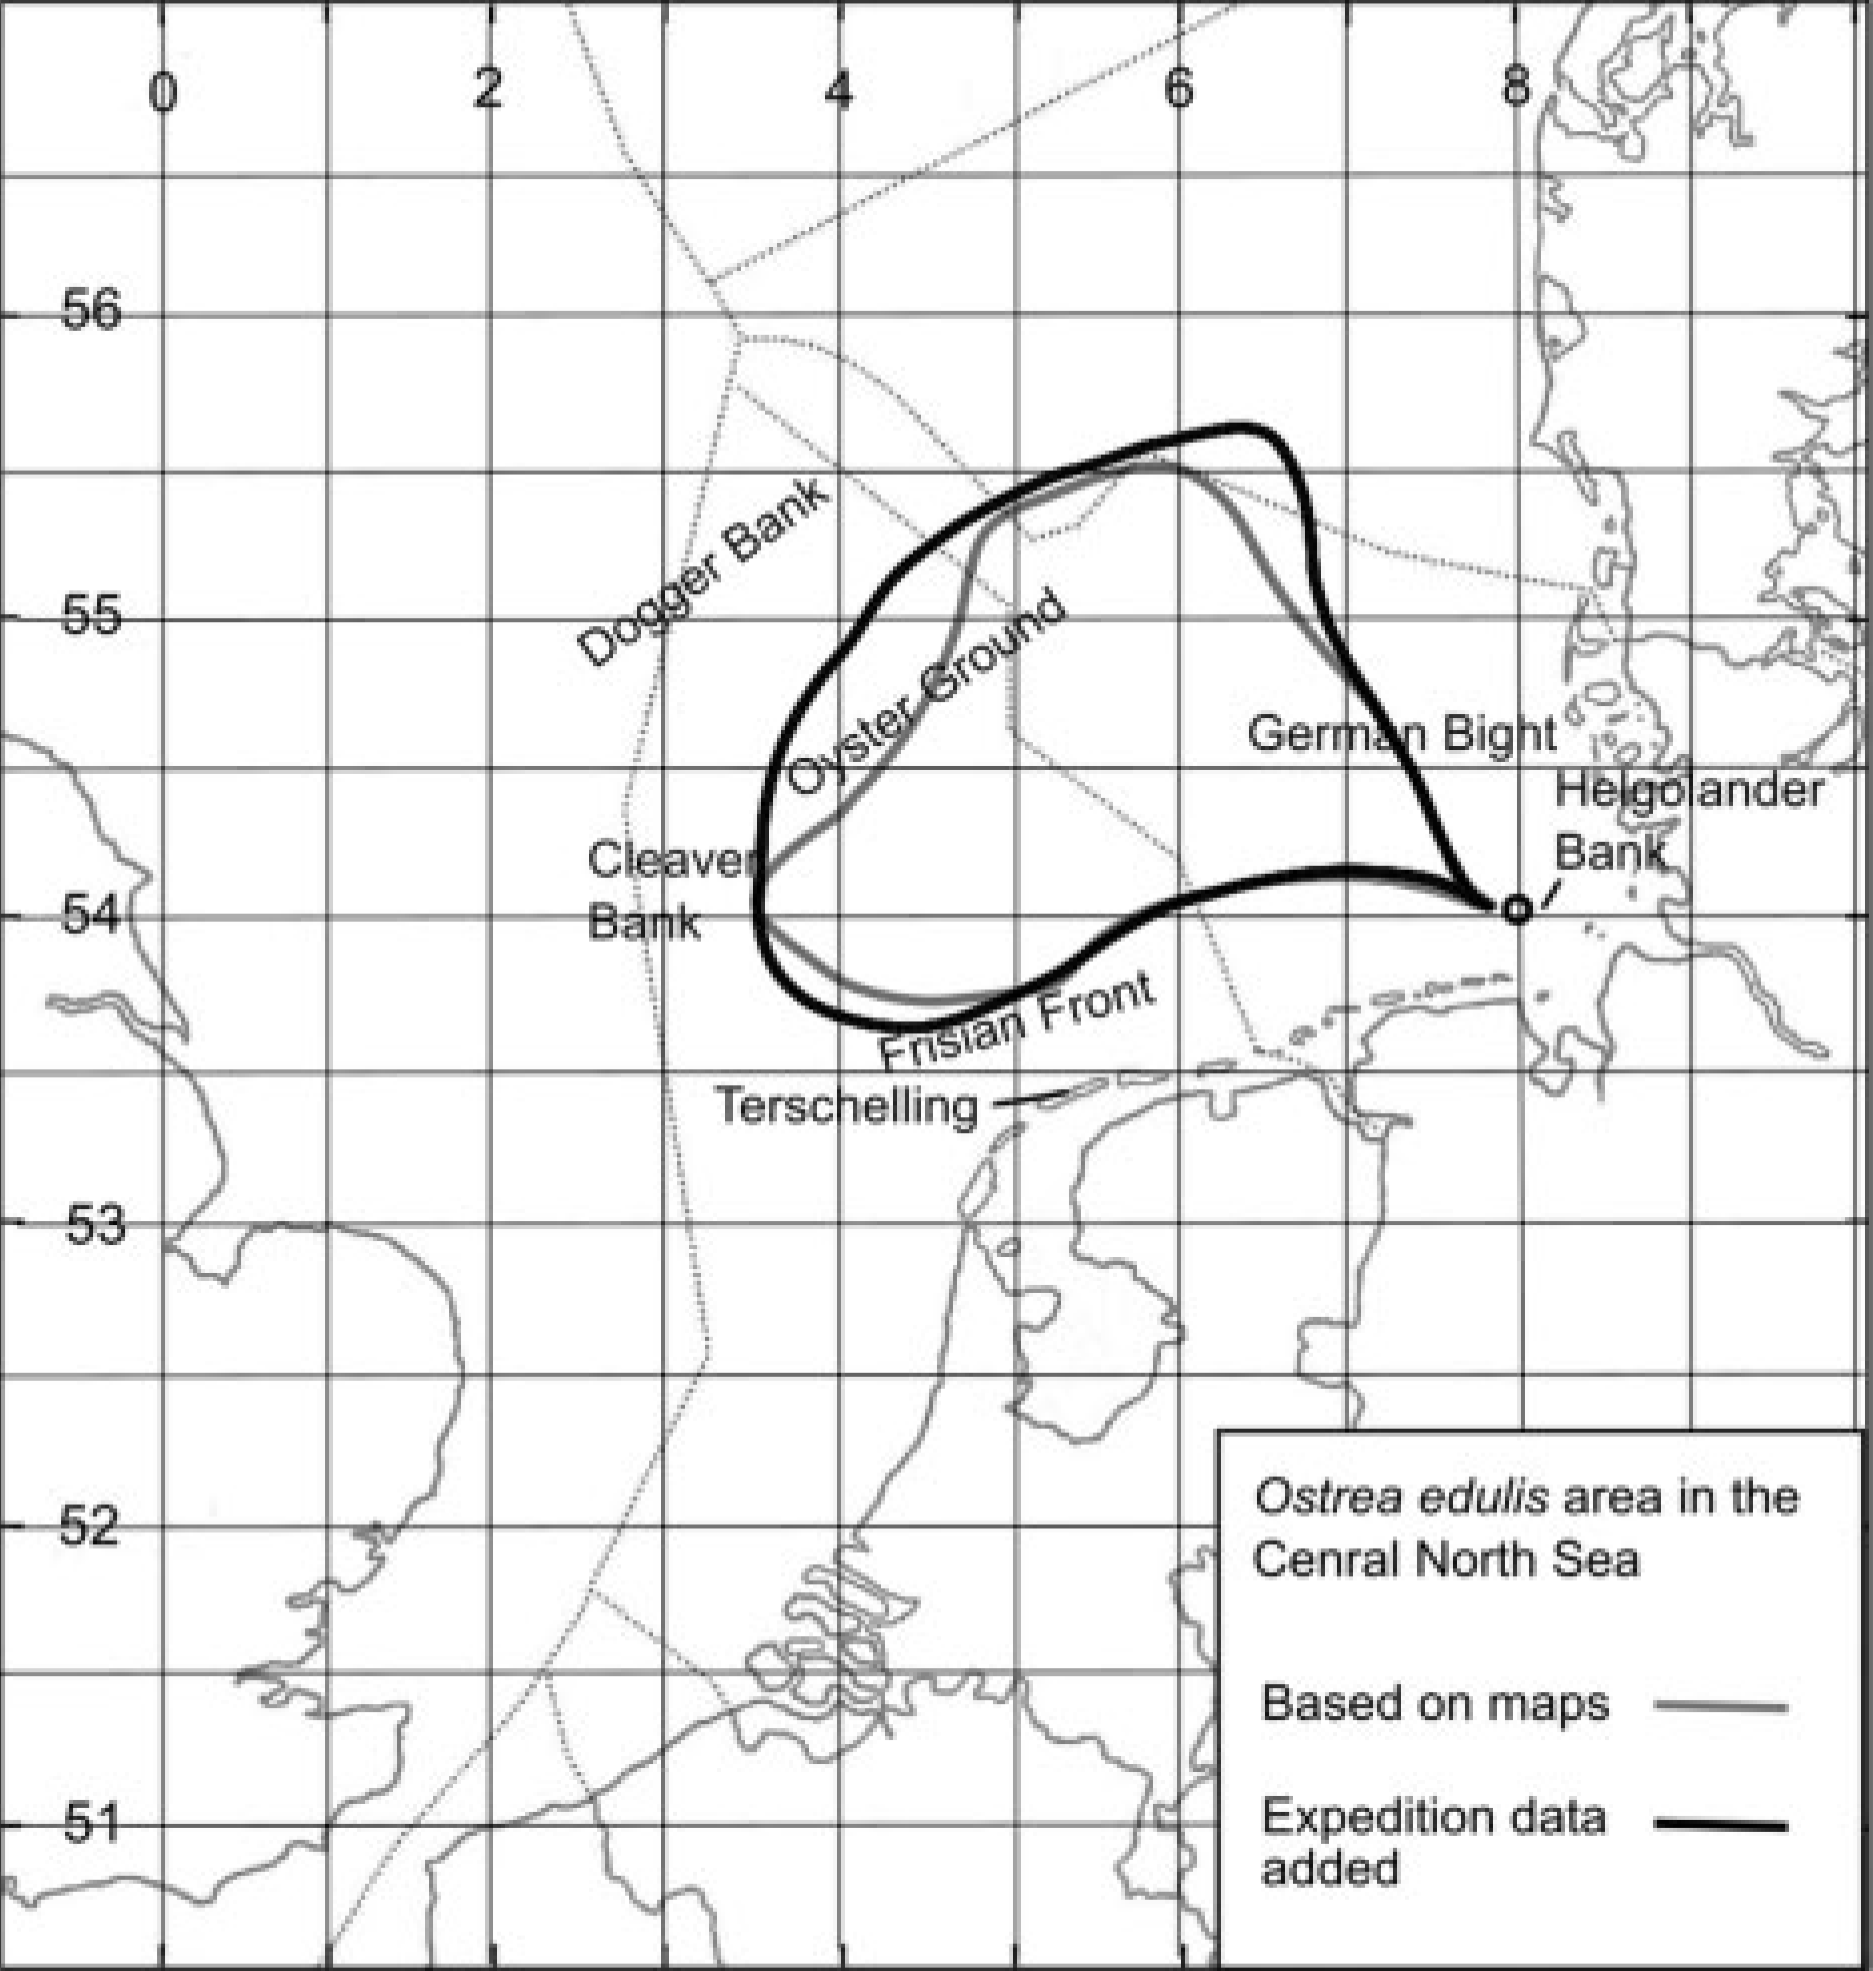 0 2 4 6 8
56
Dogger Bank
55
Oyster Ground
German Bight
Helgolander
Bank
Cleaver
Bank
54
Frisian Front
Terschelling
53
52
51
Ostrea edulis area in the
Cenral North Sea
Based on maps
Expedition data
added